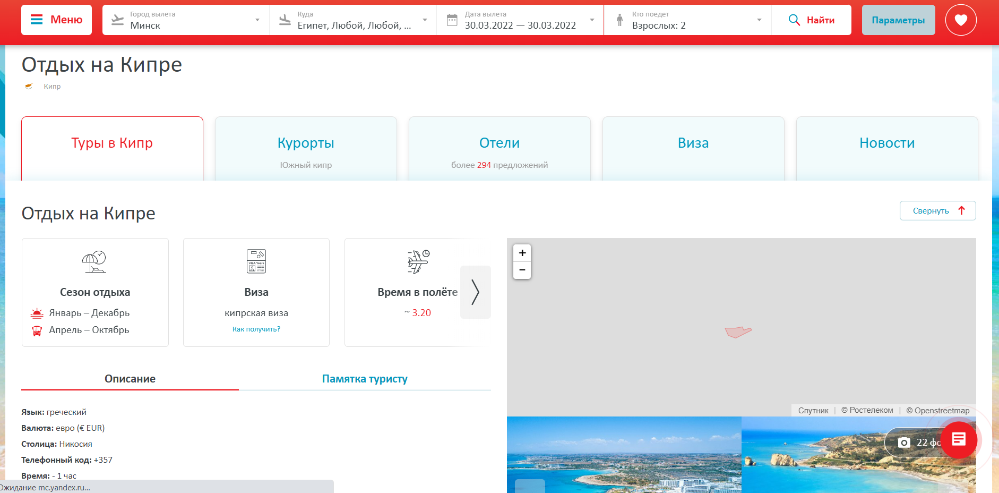 Меню
Город вылета
Минск
Куда
Египет, Любой, Любой, ...
Дата вылета
30.03.2022 — 30.03.2022
Кто поедет
Взрослых: 2
Найти
Параметры
Отдых на Кипре
Кипр
Туры в Кипр
Курорты
Южный кипр
Отели
более 294 предложений
Виза
Новости
Отдых на Кипре
Свернуть
Сезон отдыха
Январь – Декабрь
Апрель – Октябрь
VISA Years
Виза
кипрская виза
Как получить?
Время в полёте
~ 3.20
+
−
Описание
Памятка туристу
Язык: греческий
Валюта: евро (€ EUR)
Столица: Никосия
Телефонный код: +357
Время: - 1 час
Спутник | © Ростелеком | © Openstreetmap
22 фо
Ожидание mc.yandex.ru...